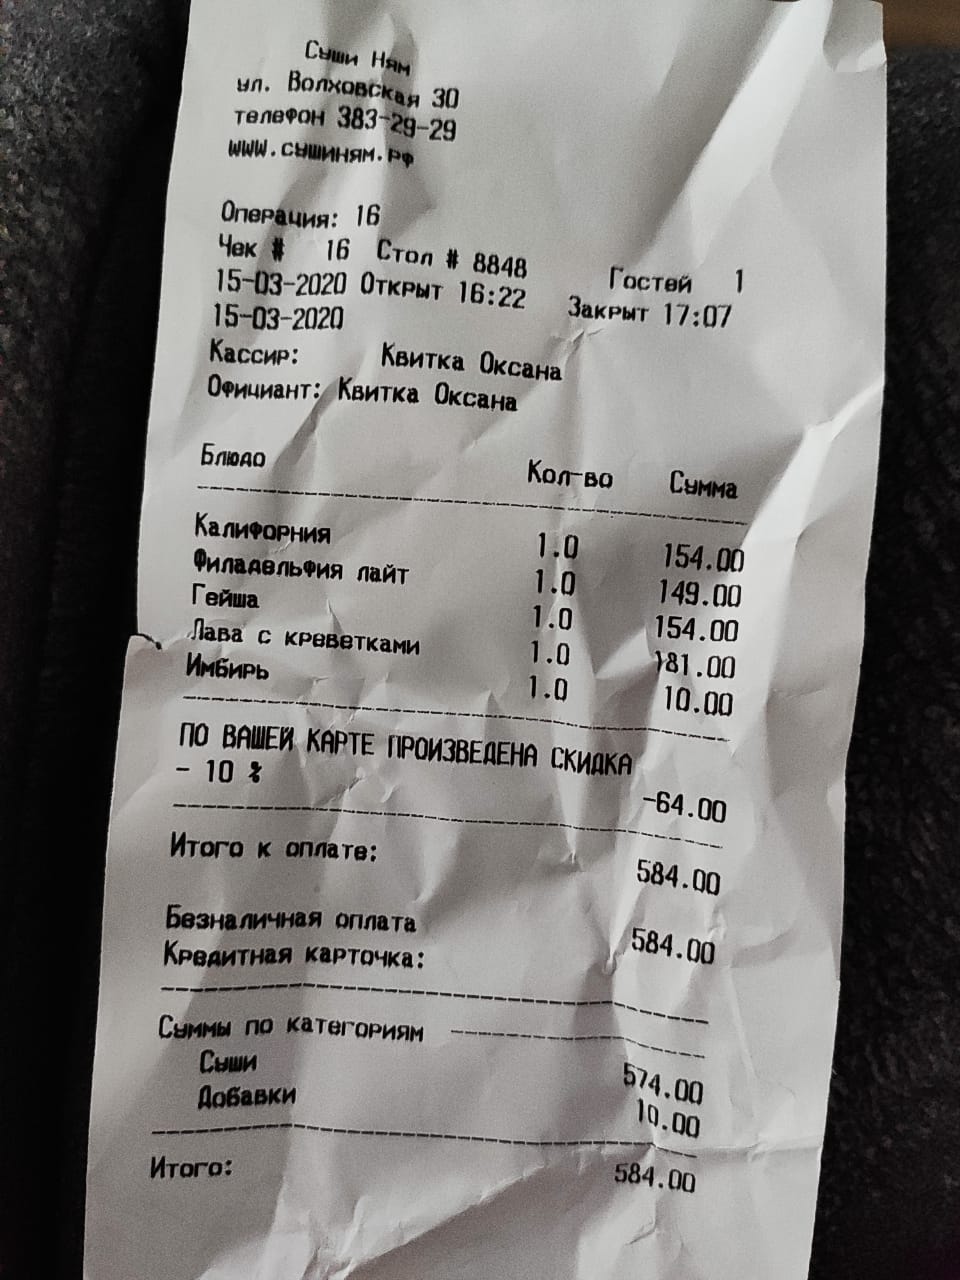 Суши Ням
ул. Волховская 30
телефон 383-29-29
www.сушиням.рф
Операция: 16
Чек # 16 Стол # 8848 Гостей 1
15-03-2020 Открыт 16:22 Закрыт 17:07
15-03-2020
Кассир: Квитка Оксана
Официант: Квитка Оксана
Блюдо Кол-во Сумма
Калифорния 1.0 154.00
Филадельфия лайт 1.0 149.00
Гейша 1.0 154.00
Лава с креветками 1.0 181.00
Имбирь 1.0 10.00
ПО ВАШЕЙ КАРТЕ ПРОИЗВЕДЕНА СКИДКА
- 10 % -64.00
Итого к оплате: 584.00
Безналичная оплата
Кредитная карточка: 584.00
Суммы по категориям
Суши 574.00
Добавки 10.00
Итого: 584.00